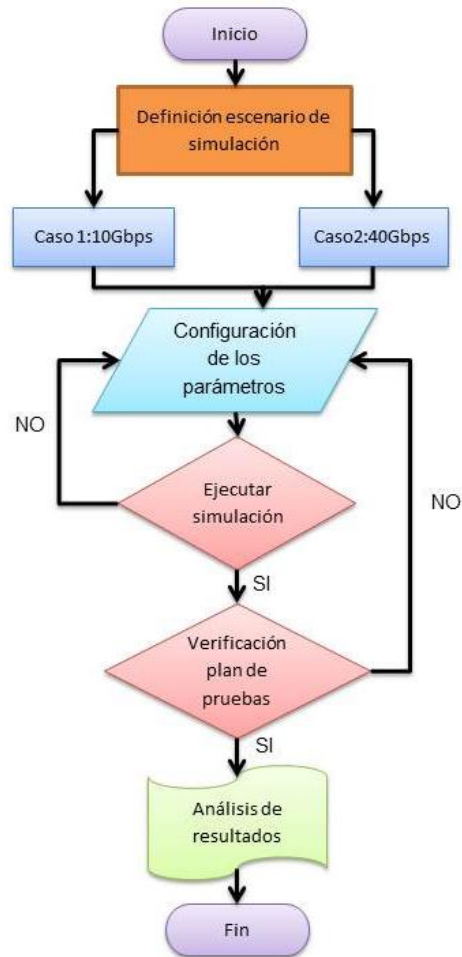 Inicio
Definición escenario de
simulación
Caso 1:10Gbps
Caso2:40Gbps
Configuración
de los
parámetros
NO
NO
Ejecutar
simulación
SI
Verificación
plan de
pruebas
SI
Análisis de
resultados
Fin